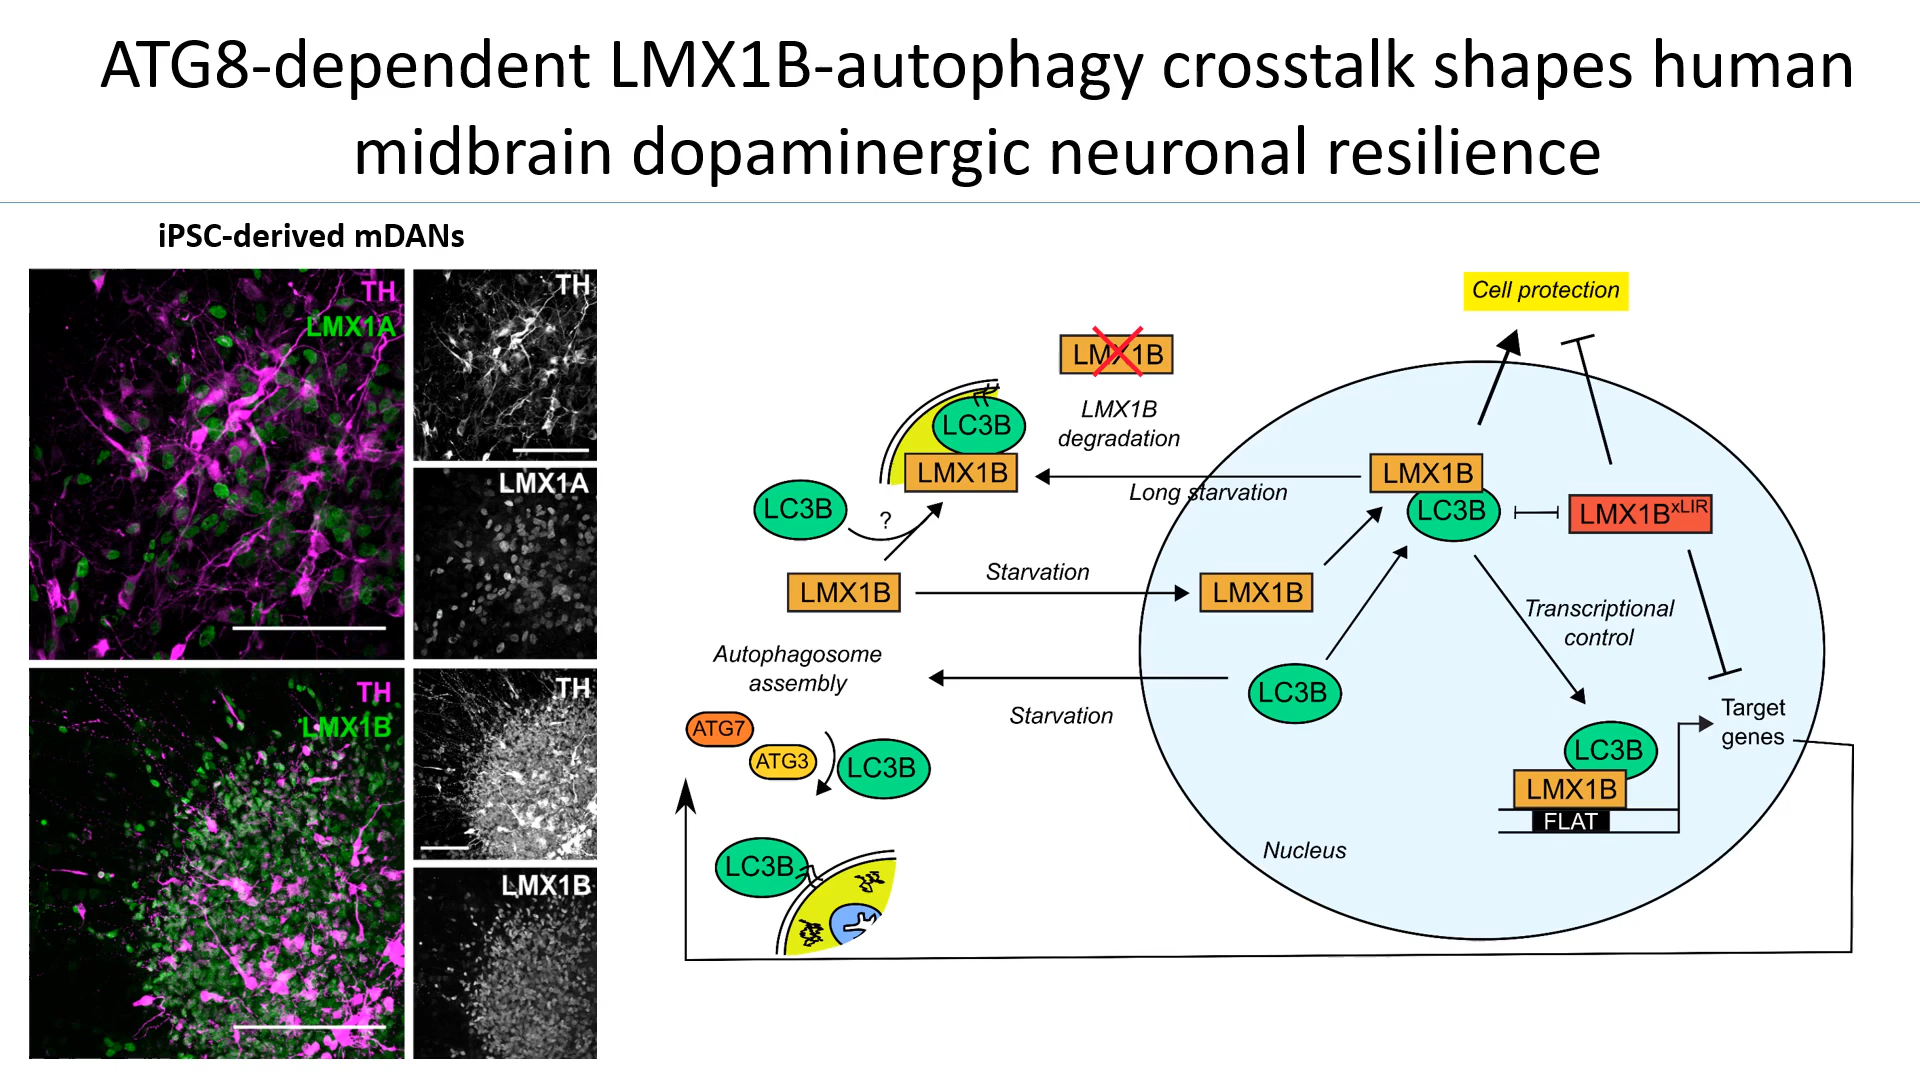 ATG8-dependent LMX1B-autophagy crosstalk shapes human
midbrain dopaminergic neuronal resilience
iPSC-derived mDANs
TH
LMX1A
TH
LMX1A
TH
LMX1B
TH
LMX1B
Cell protection
LMX1B
LMX1B
degradation
LC3B
LMX1B
LC3B
?
LMX1B
Long starvation
LMX1B
LC3B
LMX1BxLIR
Starvation
LMX1B
Transcriptional
control
Autophagosome
assembly
LC3B
Starvation
ATG7
ATG3
LC3B
Target
genes
LC3B
LMX1B
FLAT
Nucleus
LC3B